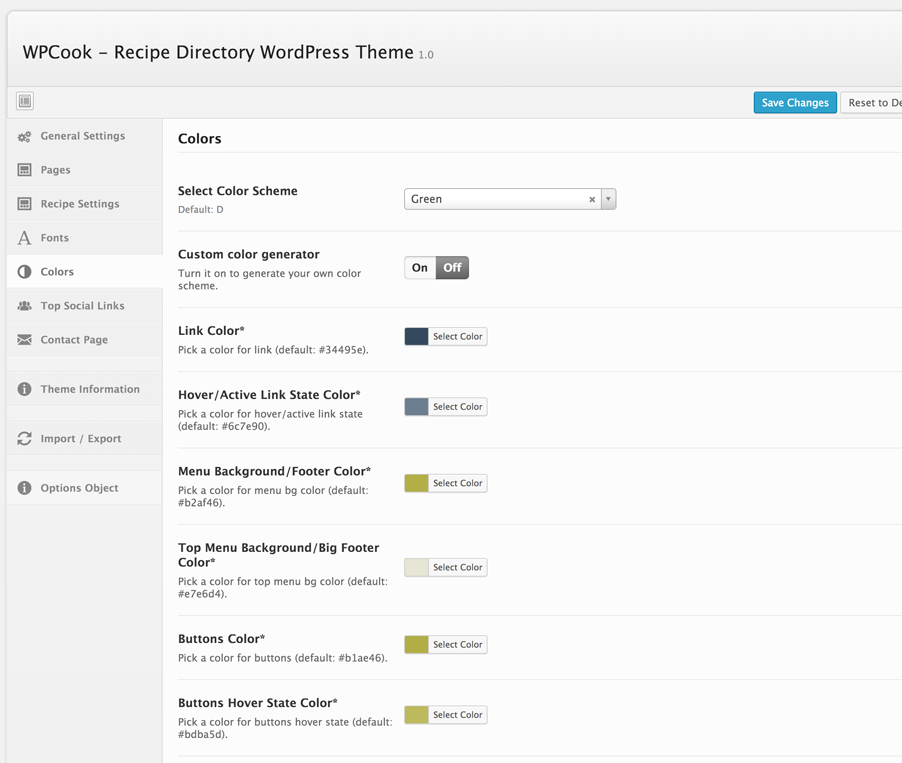 WPCook – Recipe Directory WordPress Theme 1.0
Save Changes
Reset to De
General Settings
Pages
Recipe Settings
Fonts
Colors
Top Social Links
Contact Page
Theme Information
Import / Export
Options Object
Colors
Select Color Scheme
Default: D
Green
Custom color generator
Turn it on to generate your own color
scheme.
On Off
Link Color*
Pick a color for link (default: #34495e).
Select Color
Hover/Active Link State Color*
Pick a color for hover/active link state
(default: #6c7e90).
Select Color
Menu Background/Footer Color*
Pick a color for menu bg color (default:
#b2af46).
Select Color
Top Menu Background/Big Footer
Color*
Pick a color for top menu bg color (default:
#e7e6d4).
Select Color
Buttons Color*
Pick a color for buttons (default: #b1ae46).
Select Color
Buttons Hover State Color*
Pick a color for buttons hover state (default:
#bdba5d).
Select Color